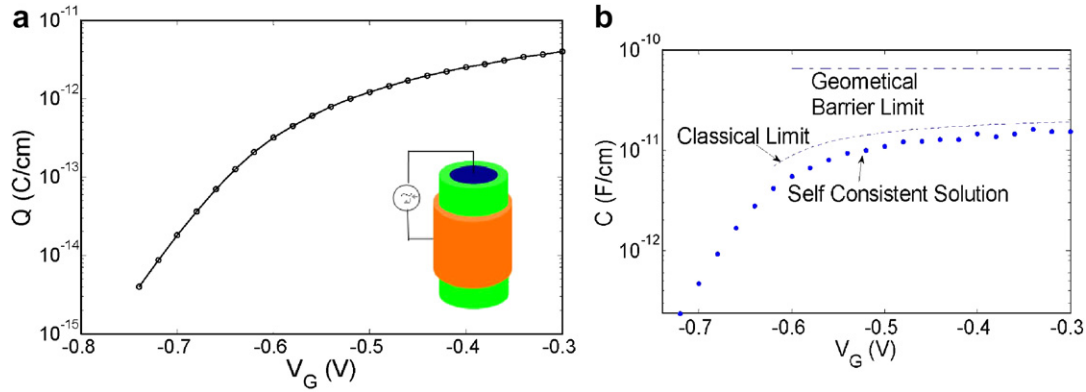 a
10^-11
10^-12
10^-13
10^-14
10^-15
Q (C/cm)
-0.8
-0.7
-0.6
-0.5
-0.4
-0.3
V_G (V)
b
10^-10
10^-11
10^-12
C (F/cm)
Geometical
Barrier Limit
Classical Limit
Self Consistent Solution
-0.7
-0.6
-0.5
-0.4
-0.3
V_G (V)